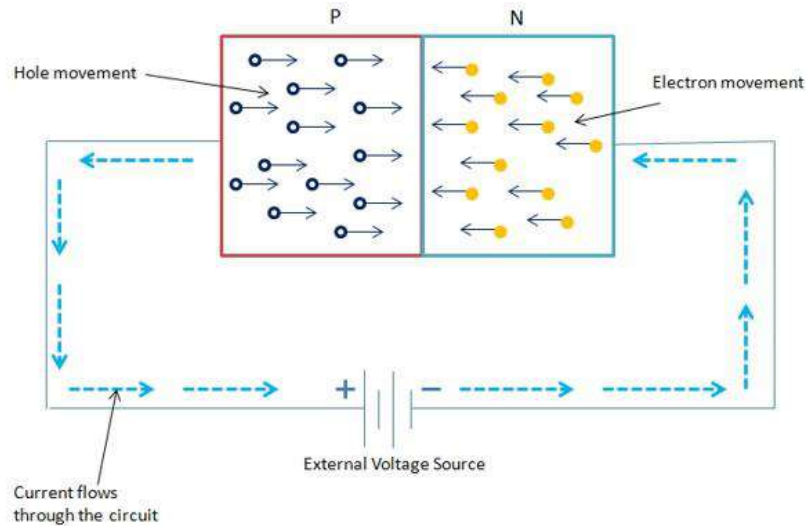 P
N
Hole movement
Electron movement
+
−
External Voltage Source
Current flows
through the circuit